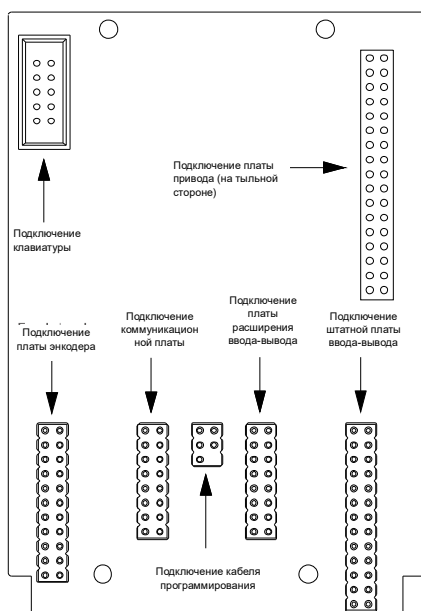 Подключение платы
привода (на тыльной
стороне)
Подключение
клавиатуры
Подключение
платы энкодера
Подключение
коммуникацион
ной платы
Подключение
платы
расширения
ввода-вывода
Подключение
штатной платы
ввода-вывода
Подключение кабеля
программирования